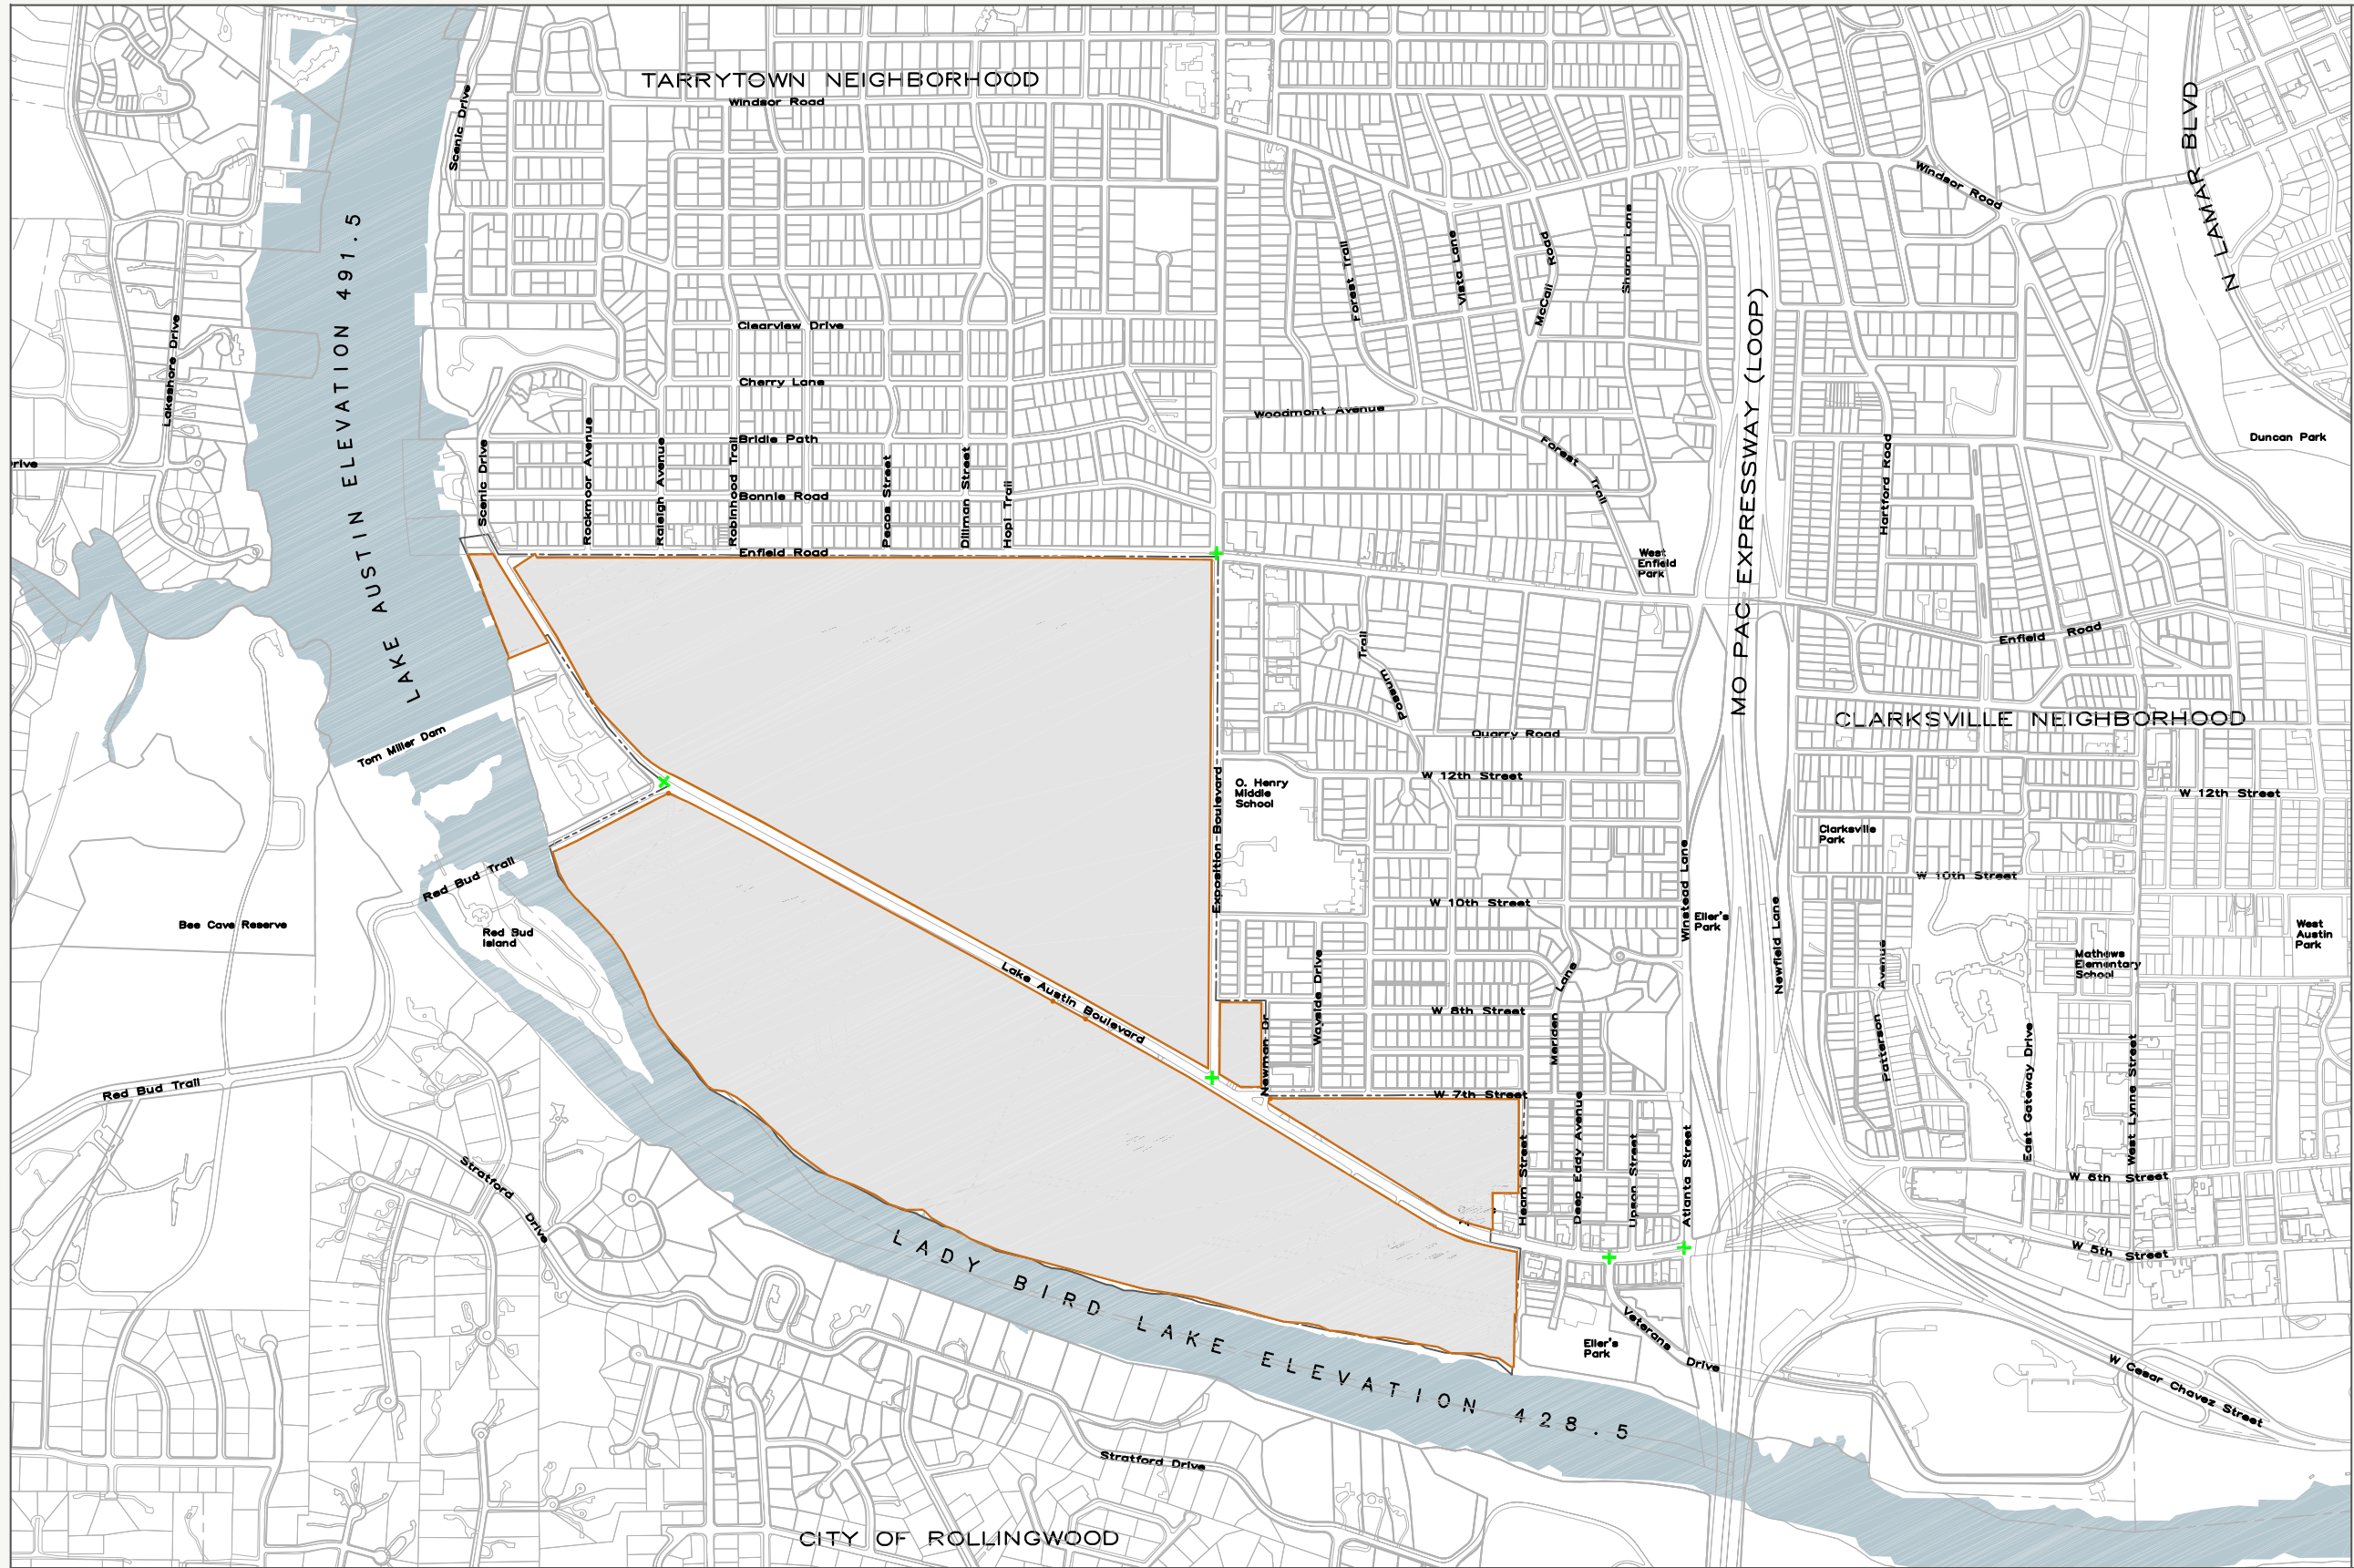 TARRYTOWN NEIGHBORHOOD
Windsor Road
Scenic Drive
N LAMAR BLVD
Windsor Road
LAKE AUSTIN ELEVATION 491.5
Lakeshore Drive
Forest Trail
Vista Lane
McCall Road
Sharon Lane
MO PAC EXPRESSWAY (LOOP)
Clearview Drive
Cherry Lane
Woodmont Avenue
Bridle Path
Forest Trail
Duncan Park
rive
Scenic Drive
Rockmoor Avenue
Raleigh Avenue
Robinhood Trail
Bonnie Road
Pecos Street
Dillman Street
Hopi Trail
Hartford Road
Enfield Road
West
Enfield
Park
Enfield Road
Possum Trail
CLARKSVILLE NEIGHBORHOOD
Quarry Road
Tom Miller Dam
W 12th Street
O. Henry
Middle
School
Exposition Boulevard
W 12th Street
Clarksville
Park
Winstead Lane
Red Bud Trail
W 10th Street
W 10th Street
Eller's
Park
Newfield Lane
Bee Cave Reserve
Red Bud
Island
West
Austin
Park
Mathews
Elementary
School
Patterson Avenue
Wayside Drive
Lake Austin Boulevard
W 8th Street
Meriden Lane
Newman Dr
East Gateway Drive
West Lynne Street
Red Bud Trail
W 7th Street
Hearn Street
Deep Eddy Avenue
Upson Street
Atlanta Street
W 6th Street
Stratford Drive
W 5th Street
LADY BIRD LAKE ELEVATION 428.5
Eller's
Park
Veterans Drive
W Cesar Chavez Street
Stratford Drive
CITY OF ROLLINGWOOD